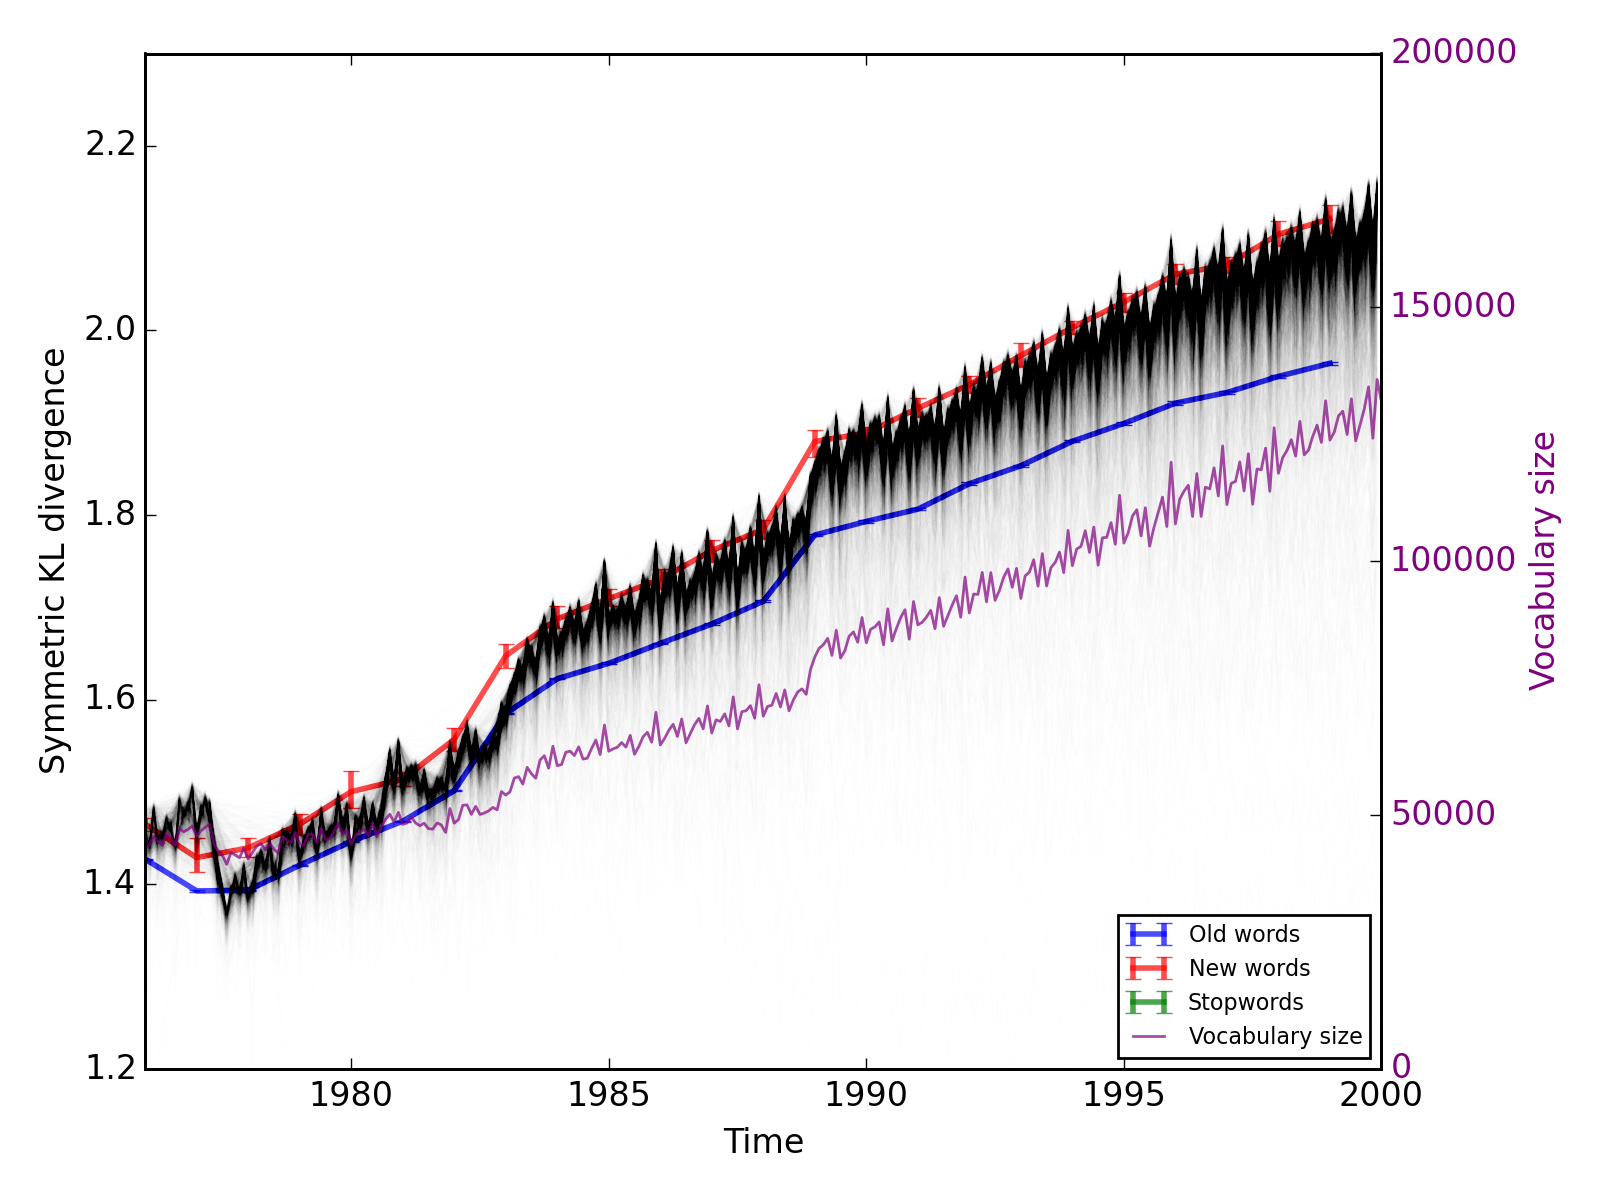 200000
2.2
2.0
150000
Symmetric KL divergence
Vocabulary size
1.8
100000
1.6
50000
1.4
Old words
New words
Stopwords
Vocabulary size
1.2
0
1980
1985
1990
1995
2000
Time